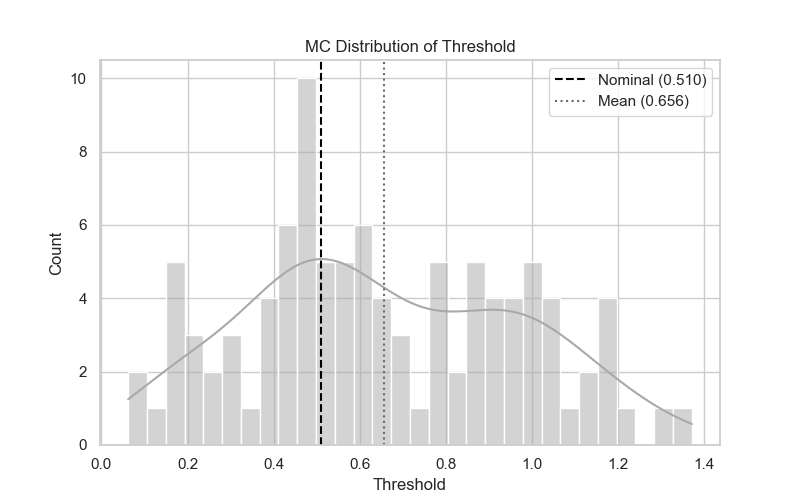 MC Distribution of Threshold
Nominal (0.510)
Mean (0.656)
10
8
6
4
2
0
Count
0.0 0.2 0.4 0.6 0.8 1.0 1.2 1.4
Threshold